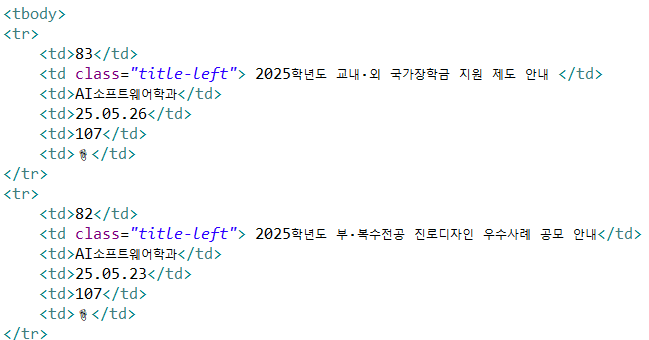 <tbody>
<tr>
<td>83</td>
<td class="title-left"> 2025학년도 교내·외 국가장학금 지원 제도 안내 </td>
<td>AI소프트웨어학과</td>
<td>25.05.26</td>
<td>107</td>
<td>📎</td>
</tr>
<tr>
<td>82</td>
<td class="title-left"> 2025학년도 부·복수전공 진로디자인 우수사례 공모 안내</td>
<td>AI소프트웨어학과</td>
<td>25.05.23</td>
<td>107</td>
<td>📎</td>
</tr>